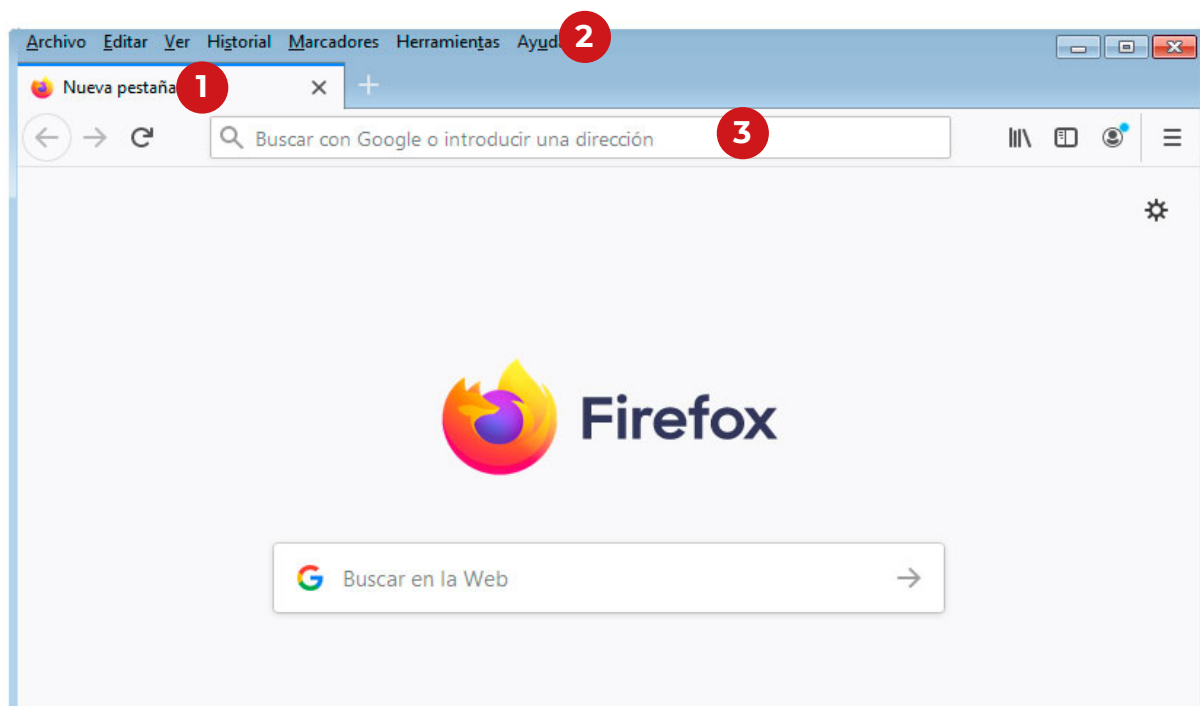 Archivo Editar Ver Historial Marcadores Herramientas Ayud 2
Nueva pestaña 1
Buscar con Google o introducir una dirección 3
Firefox
G Buscar en la Web